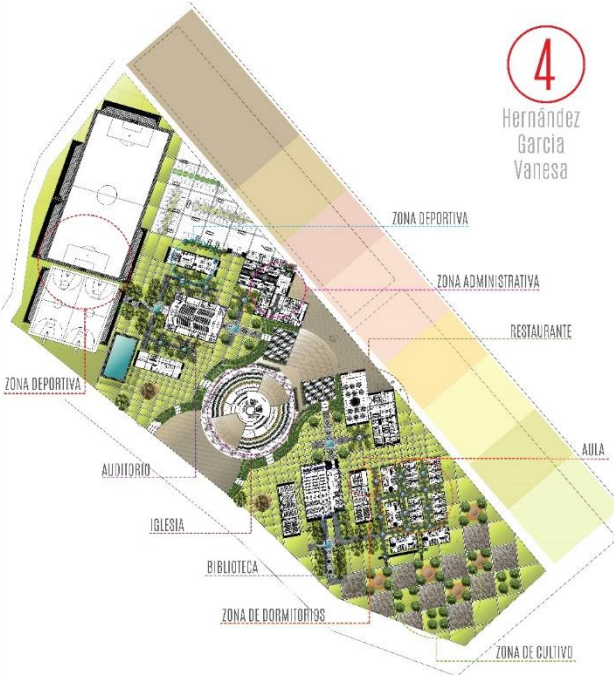 4
Hernández
García
Vanesa
ZONA DEPORTIVA
ZONA ADMINISTRATIVA
RESTAURANTE
ZONA DEPORTIVA
AULA
AUDITORIO
IGLESIA
BIBLIOTECA
ZONA DE DORMITORIOS
ZONA DE CULTIVO